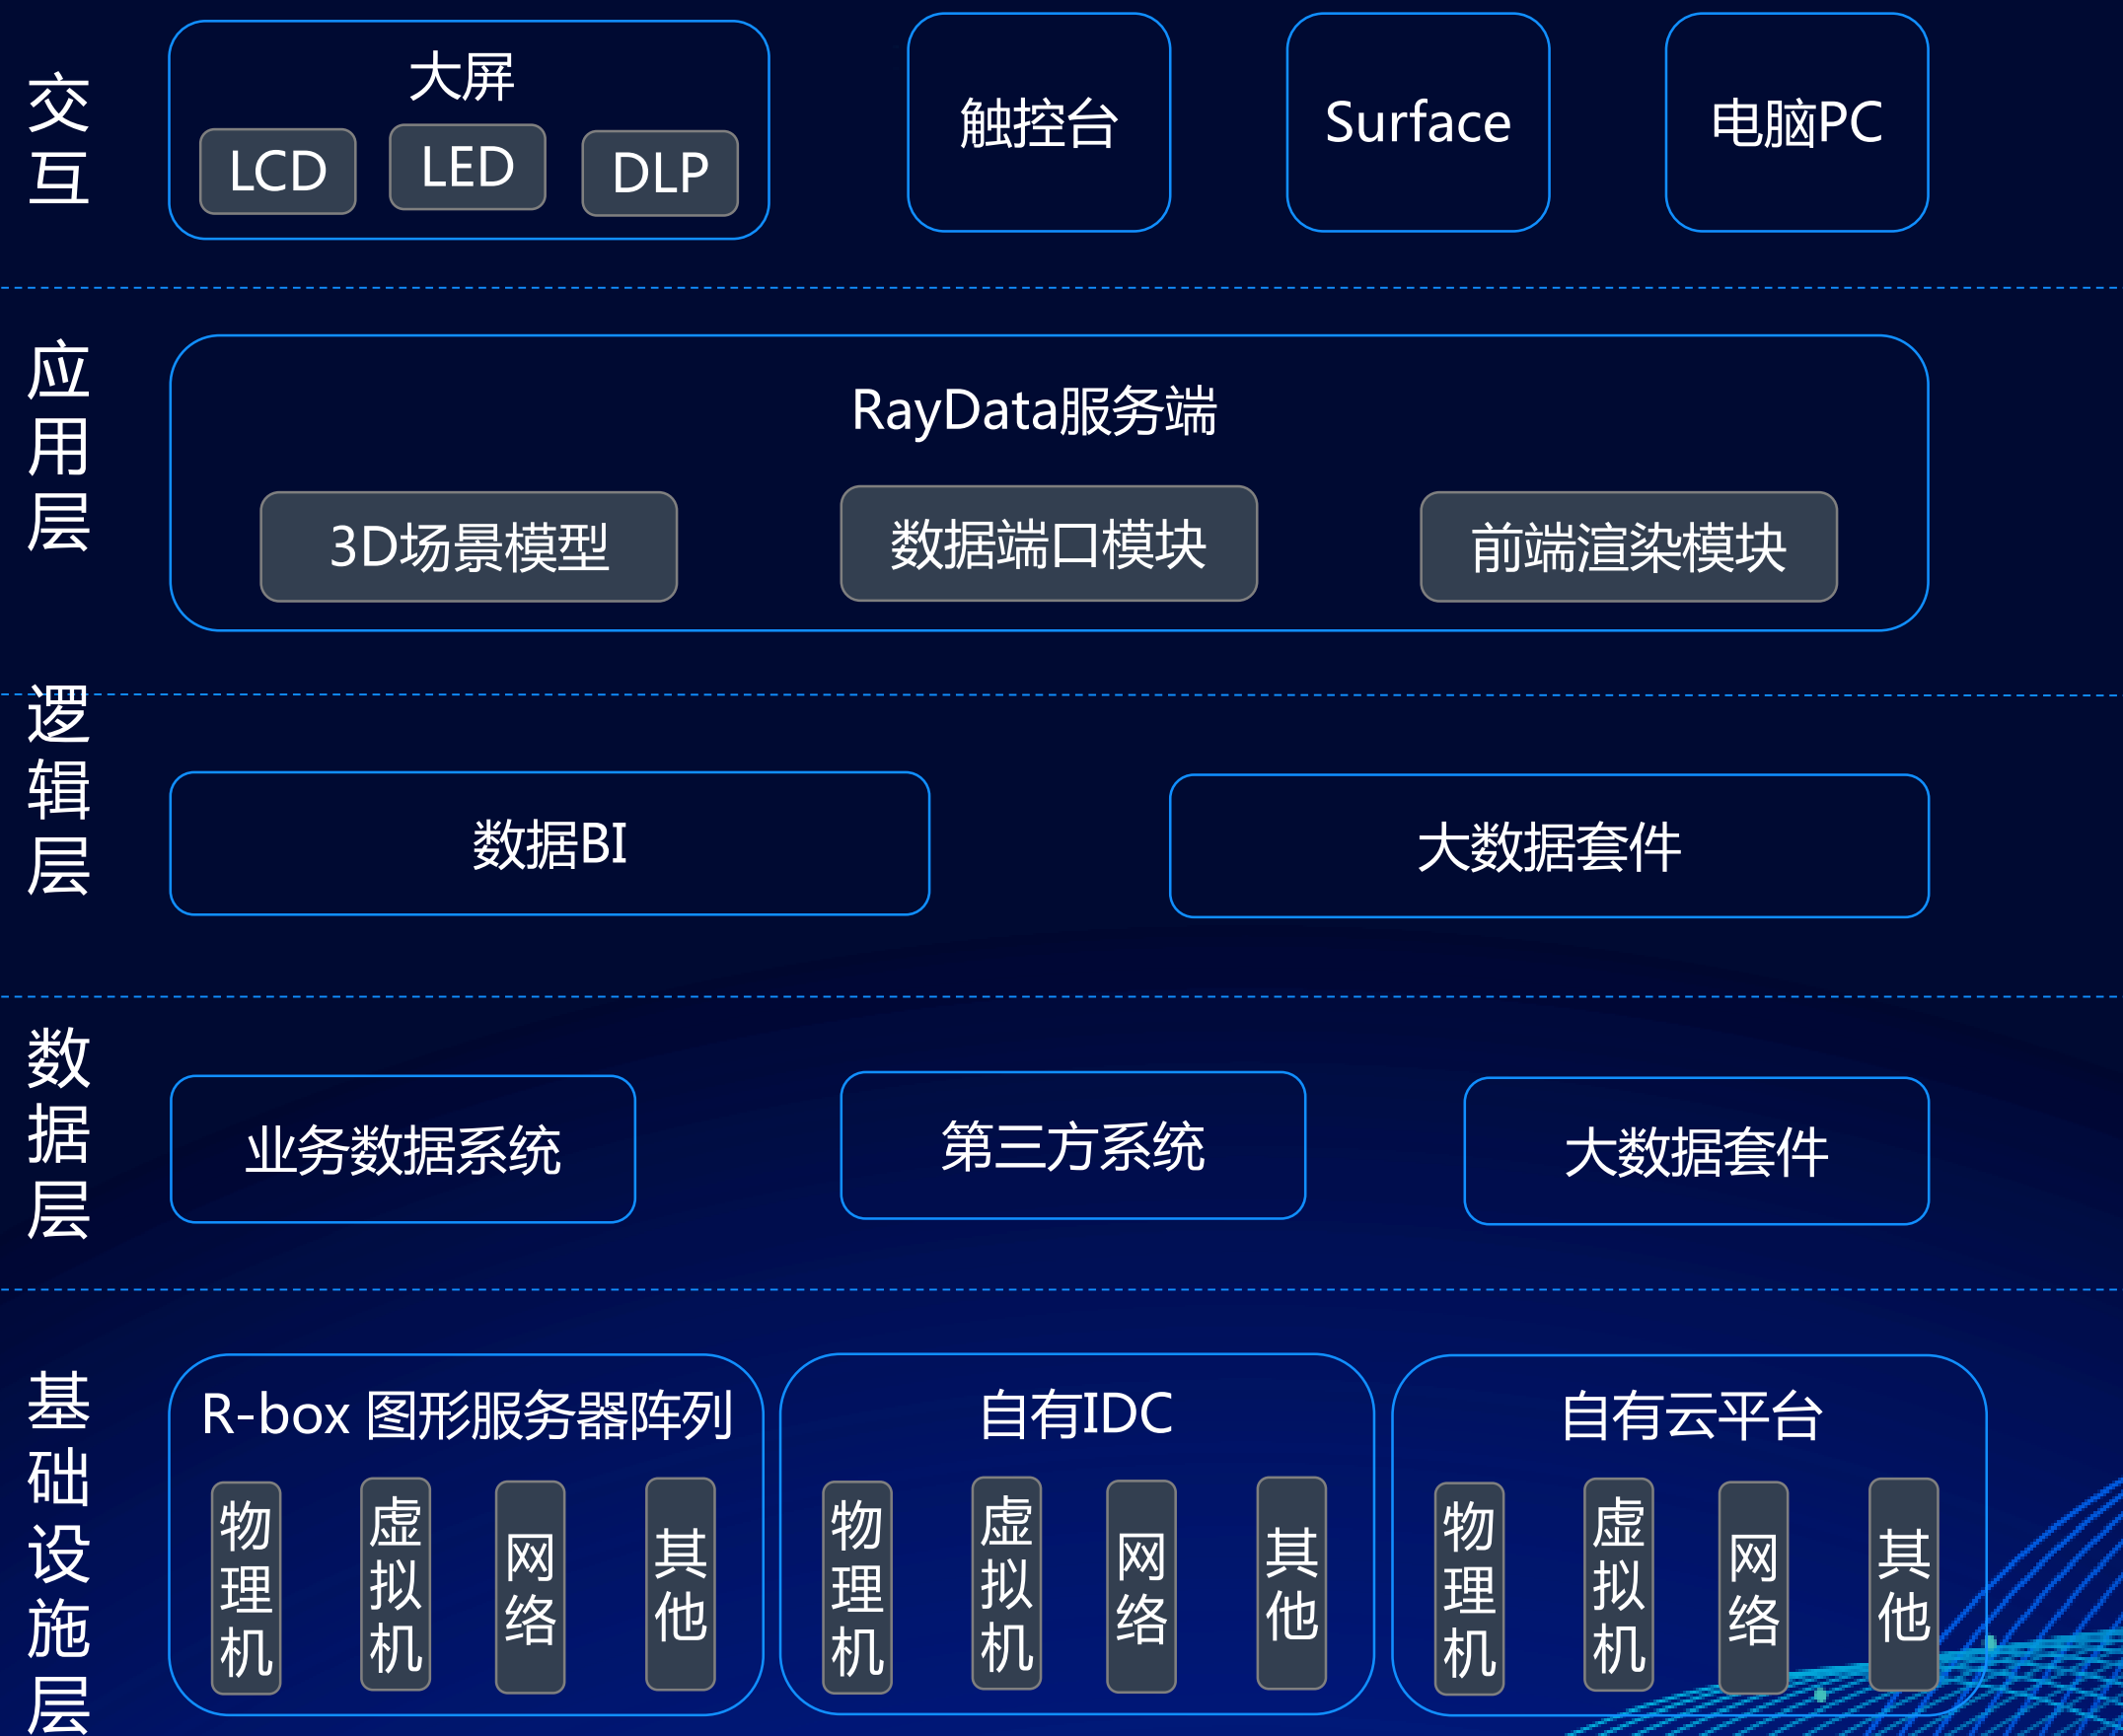 交互
大屏
LCD
LED
DLP
触控台
Surface
电脑PC
应用层
RayData服务端
3D场景模型
数据端口模块
前端渲染模块
逻辑层
数据BI
大数据套件
数据层
业务数据系统
第三方系统
大数据套件
基础设施层
R-box 图形服务器阵列
物理机
虚拟机
网络
其他
自有IDC
物理机
虚拟机
网络
其他
自有云平台
物理机
虚拟机
网络
其他